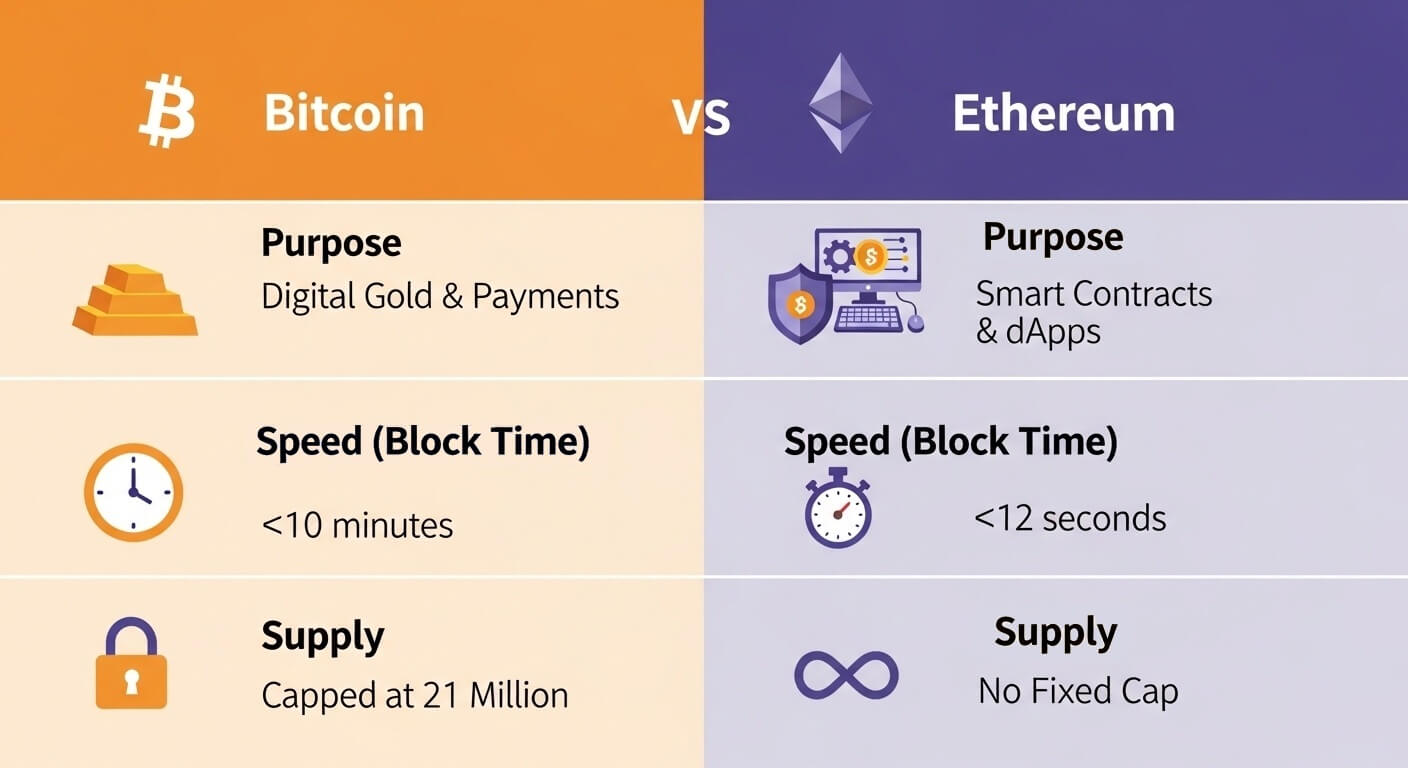 Bitcoin
VS
Ethereum
Purpose
Digital Gold & Payments
Purpose
Smart Contracts
& dApps
Speed (Block Time)
<10 minutes
Speed (Block Time)
<12 seconds
Supply
Capped at 21 Million
Supply
No Fixed Cap